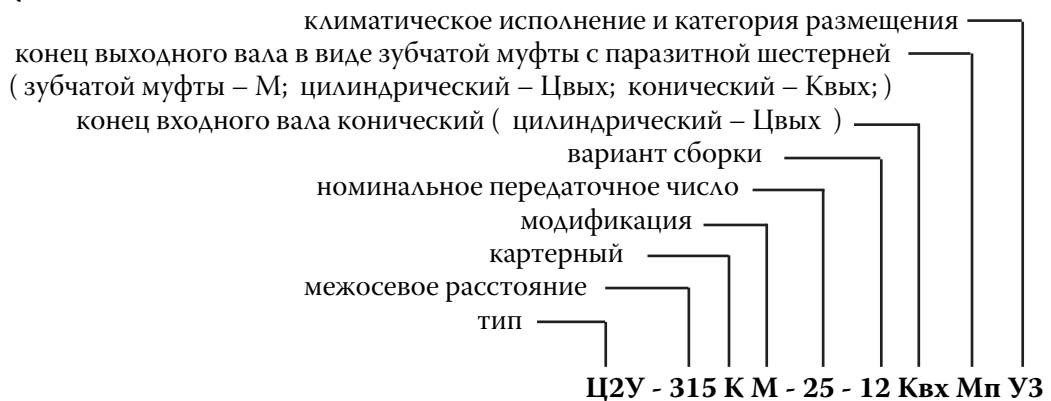 климатическое исполнение и категория размещения
конец выходного вала в виде зубчатой муфты с паразитной шестерней
( зубчатой муфты – М; цилиндрический – Цвых; конический – Квых; )
конец входного вала конический ( цилиндрический – Цвых )
вариант сборки
номинальное передаточное число
модификация
картерный
межосевое расстояние
тип
Ц2У - 315 К М - 25 - 12 Квх Мп У3